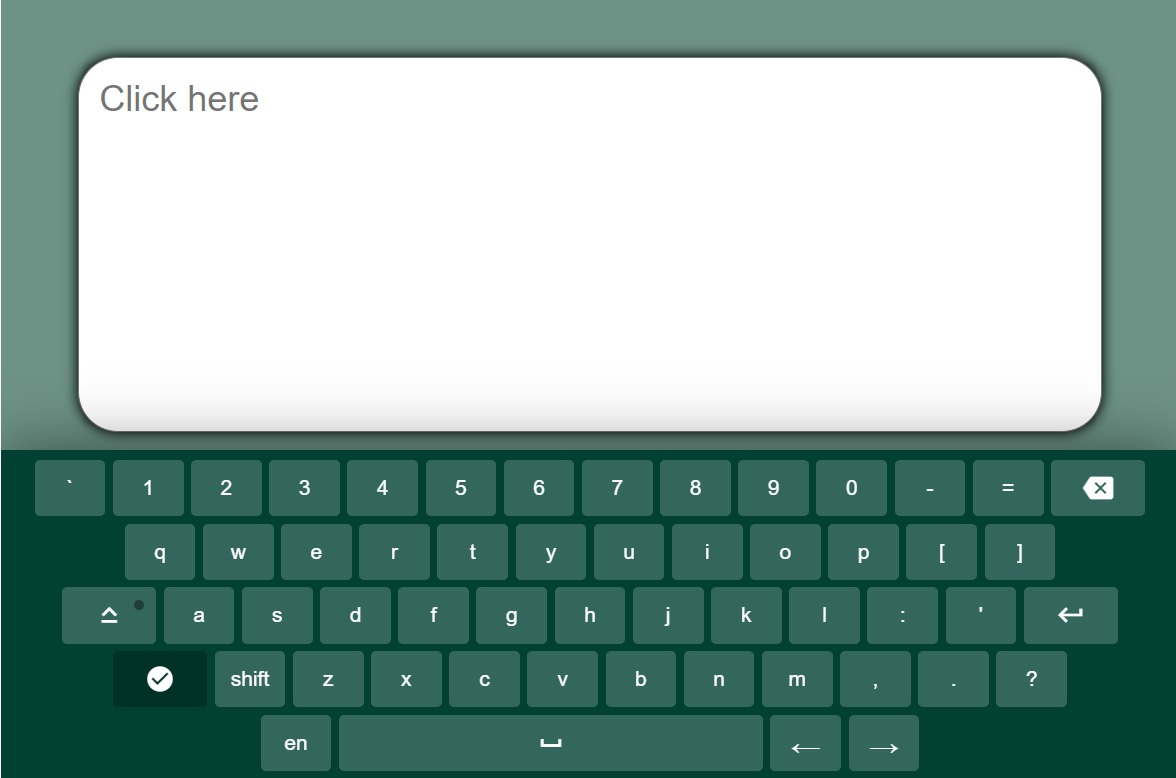 Click here
` 1 2 3 4 5 6 7 8 9 0 - =
q w e r t y u i o p [ ]
a s d f g h j k l : '
shift z x c v b n m , . ?
en ← →